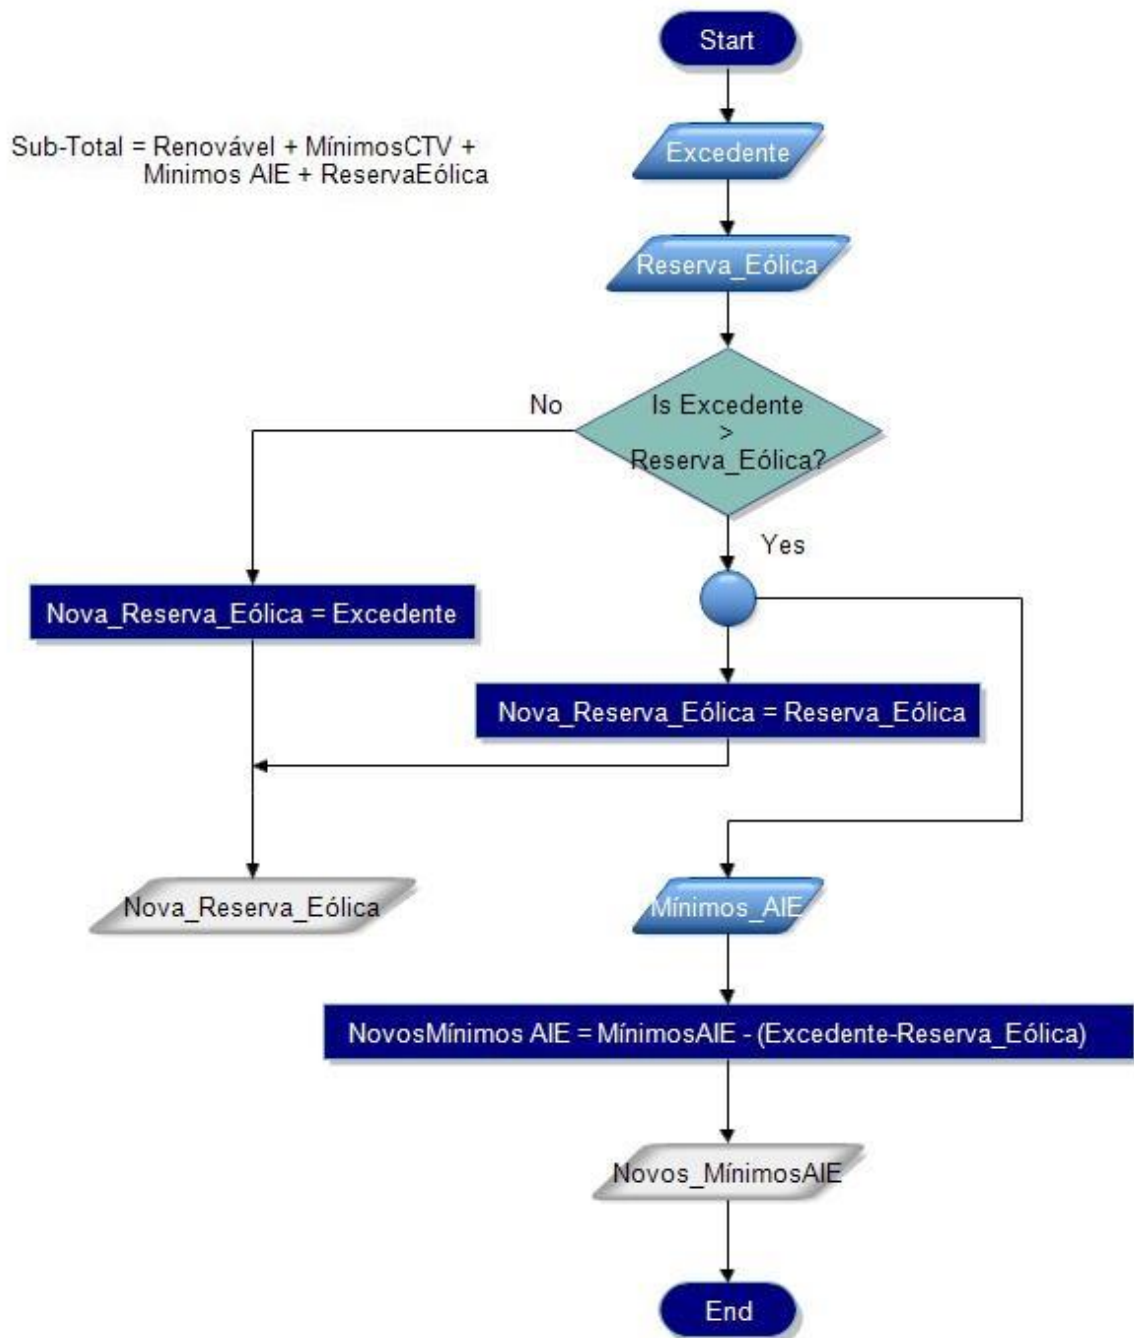 Start
Sub-Total = Renovável + MínimosCTV +
Minimos AIE + ReservaEólica
Excedente
Reserva_Eólica
Is Excedente
>
Reserva_Eólica?
No
Yes
Nova_Reserva_Eólica = Excedente
Nova_Reserva_Eólica = Reserva_Eólica
Nova_Reserva_Eólica
Mínimos_AIE
NovosMínimos AIE = MínimosAIE - (Excedente-Reserva_Eólica)
Novos_MínimosAIE
End